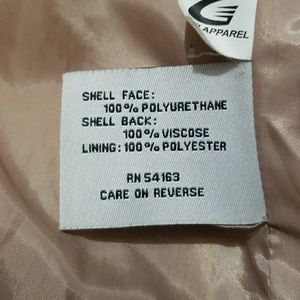 APPAREL
SHELL FACE:
100% POLYURETHANE
SHELL BACK:
100% VISCOSE
LINING: 100% POLYESTER
RN 54163
CARE ON REVERSE